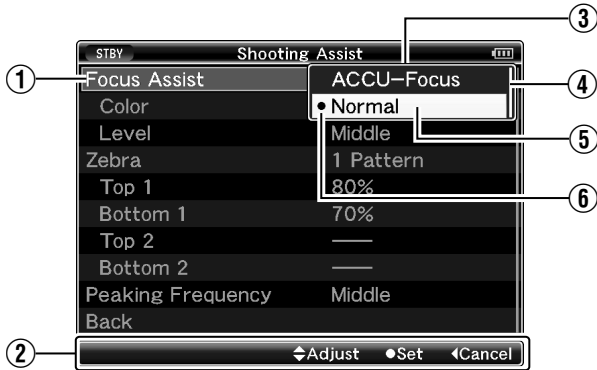 ③
STBY Shooting Assist
① Focus Assist ACCU-Focus ④
Color ●Normal ⑤
Level Middle
Zebra 1 Pattern ⑥
Top 1 80%
Bottom 1 70%
Top 2 ——
Bottom 2 ——
Peaking Frequency Middle
Back
② Adjust ●Set ◀Cancel